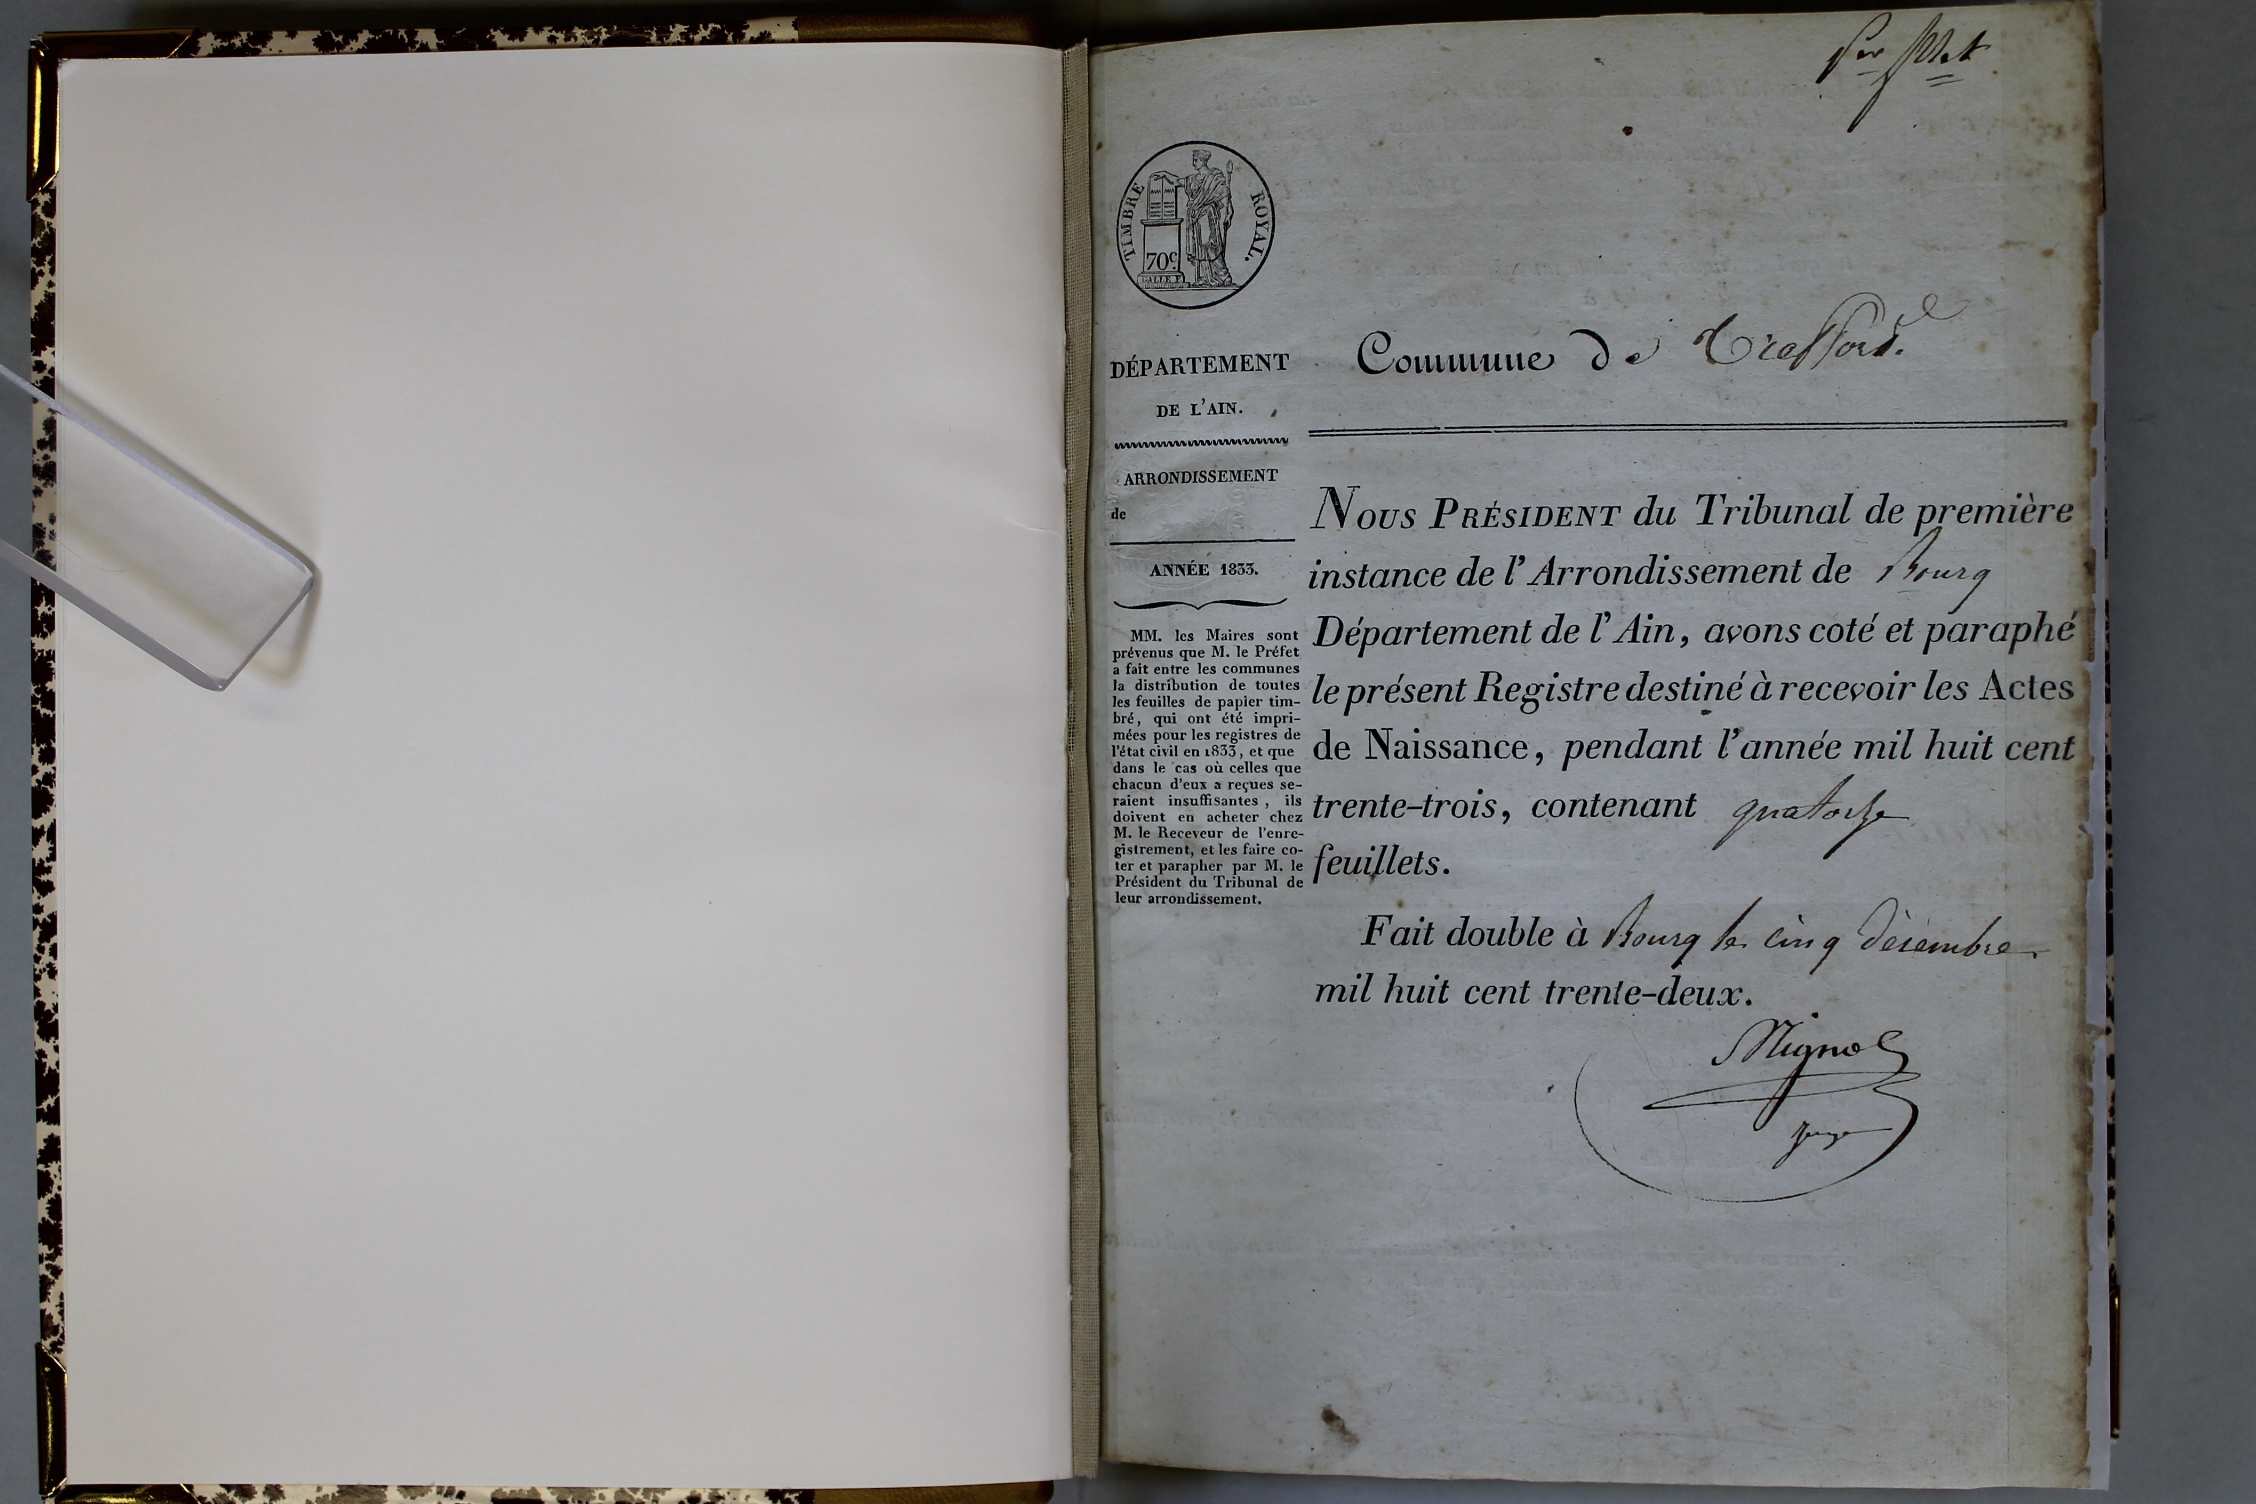 TIMBRE ROYAL.
70c.
DÉPARTEMENT
DE L'AIN.
ARRONDISSEMENT
de
ANNÉE 1833.
MM. les Maires sont
prévenus que M. le Préfet
a fait entre les communes
la distribution de toutes
les feuilles de papier tim-
bré, qui ont été impri-
mées pour les registres de
l'état civil en 1833, et que
dans le cas où celles que
chacun d'eux a reçues se-
raient insuffisantes, ils
doivent en acheter chez
M. le Receveur de l'enre-
gistrement, et les faire co-
ter et parapher par M. le
Président du Tribunal de
leur arrondissement.
Commune de Treffort.
NOUS PRÉSIDENT du Tribunal de première
instance de l'Arrondissement de Bourg
Département de l'Ain, avons coté et paraphé
le présent Registre destiné à recevoir les Actes
de Naissance, pendant l'année mil huit cent
trente-trois, contenant quatorze
feuillets.
Fait double à Bourg le cinq décembre
mil huit cent trente-deux.
juge